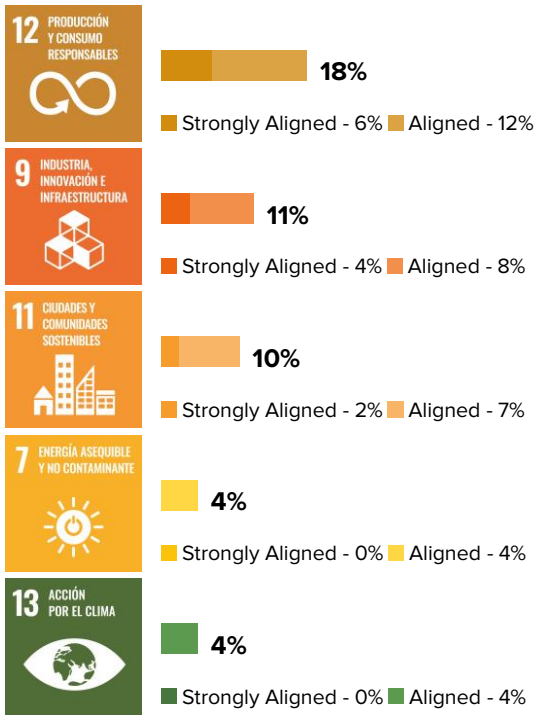 12 PRODUCCIÓN
Y CONSUMO
RESPONSABLES
18%
Strongly Aligned - 6% Aligned - 12%
9 INDUSTRIA,
INNOVACIÓN E
INFRAESTRUCTURA
11%
Strongly Aligned - 4% Aligned - 8%
11 CIUDADES Y
COMUNIDADES
SOSTENIBLES
10%
Strongly Aligned - 2% Aligned - 7%
7 ENERGÍA ASEQUIBLE
Y NO CONTAMINANTE
4%
Strongly Aligned - 0% Aligned - 4%
13 ACCIÓN
POR EL CLIMA
4%
Strongly Aligned - 0% Aligned - 4%